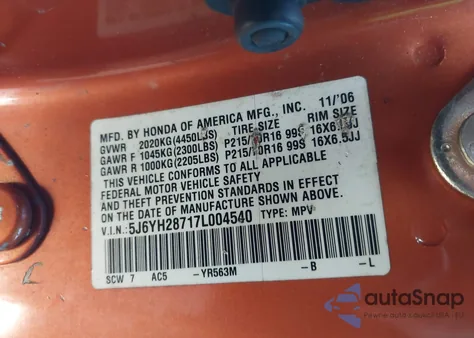 MFD. BY HONDA OF AMERICA MFG., INC. 11/'06
GVWR 2020KG(4450LBS) TIRE SIZE RIM SIZE
GAWR F 1045KG(2300LBS) P215/70R16 99S 16X6.5JJ
GAWR R 1000KG(2205LBS) P215/70R16 99S 16X6.5JJ
THIS VEHICLE CONFORMS TO ALL APPLICABLE
FEDERAL MOTOR VEHICLE SAFETY
AND THEFT PREVENTION STANDARDS IN EFFECT
ON THE DATE OF MANUFACTURE SHOWN ABOVE.
V.I.N.: 5J6YH28717L004540 TYPE: MPV
SCW 7 AC5 -YR563M -B -L
autoSnap